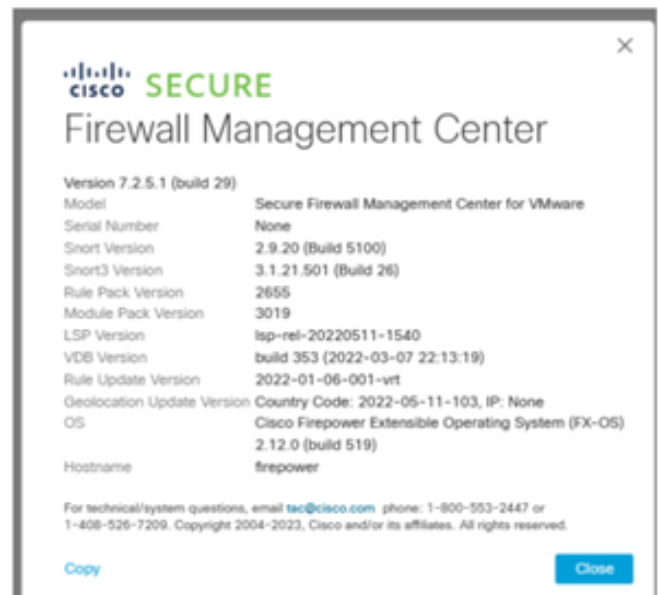 CISCO SECURE
Firewall Management Center
Version 7.2.5.1 (build 29)
Model Secure Firewall Management Center for VMware
Serial Number None
Snort Version 2.9.20 (Build 5100)
Snort3 Version 3.1.21.501 (Build 26)
Rule Pack Version 2655
Module Pack Version 3019
LSP Version lsp-rel-20220511-1540
VDB Version build 353 (2022-03-07 22:13:19)
Rule Update Version 2022-01-06-001-vrt
Geolocation Update Version Country Code: 2022-05-11-103, IP: None
OS Cisco Firepower Extensible Operating System (FX-OS)
2.12.0 (build 519)
Hostname firepower
For technical/system questions, email tac@cisco.com phone: 1-800-553-2447 or
1-408-526-7209. Copyright 2004-2023, Cisco and/or its affiliates. All rights reserved.
Copy Close